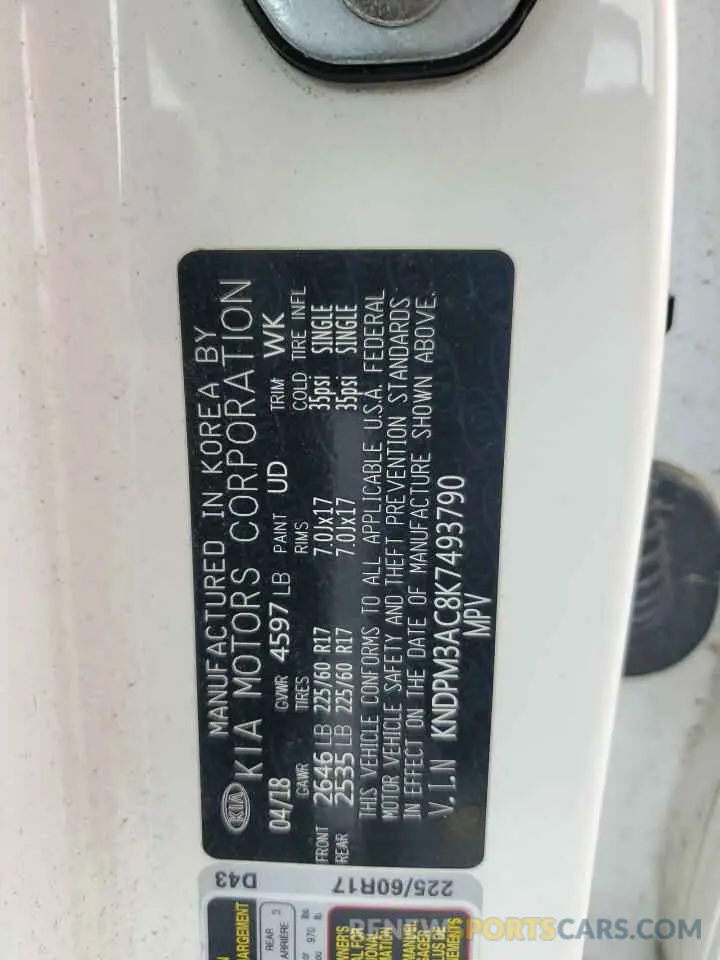 MANUFACTURED IN KOREA BY
KIA KIA MOTORS CORPORATION
04/18 GVWR 4597 LB PAINT UD TRIM WK
GAWR TIRES RIMS COLD TIRE INFL
FRONT 2646 LB 225/60 R17 7.0Jx17 35psi SINGLE
REAR 2535 LB 225/60 R17 7.0Jx17 35psi SINGLE
THIS VEHICLE CONFORMS TO ALL APPLICABLE U.S.A. FEDERAL
MOTOR VEHICLE SAFETY AND THEFT PREVENTION STANDARDS
IN EFFECT ON THE DATE OF MANUFACTURE SHOWN ABOVE.
V.I.N KNDPM3AC8K7493790
MPV
D43
225/60R17
REAR
ARRIERE
RENEWSPORTSCARS.COM